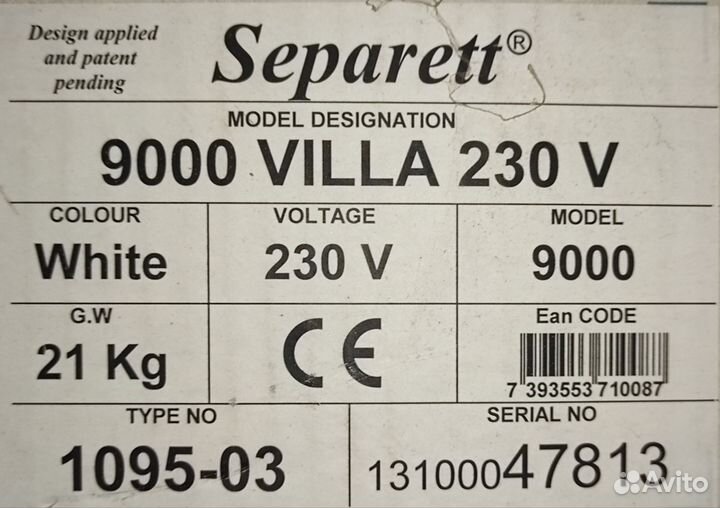 Design applied
and patent
pending
Separett®
MODEL DESIGNATION
9000 VILLA 230 V
COLOUR
White
VOLTAGE
230 V
MODEL
9000
G.W
21 Kg
CE
Ean CODE
7 393553 710087
TYPE NO
1095-03
SERIAL NO
13100047813
Avito